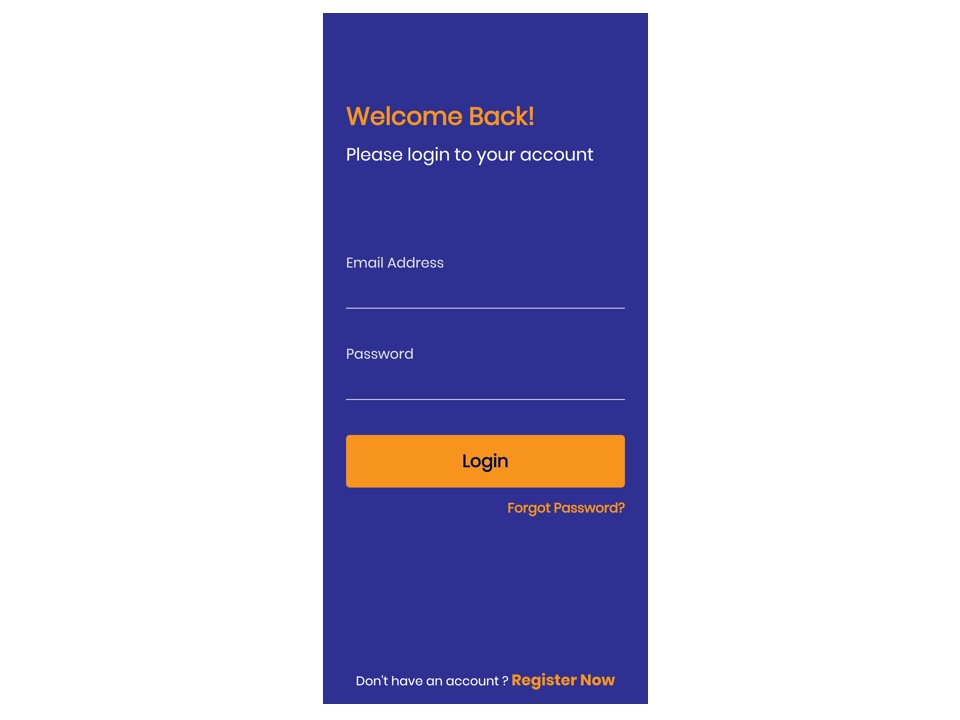 Welcome Back!
Please login to your account
Email Address
Password
Login
Forgot Password?
Don't have an account ? Register Now